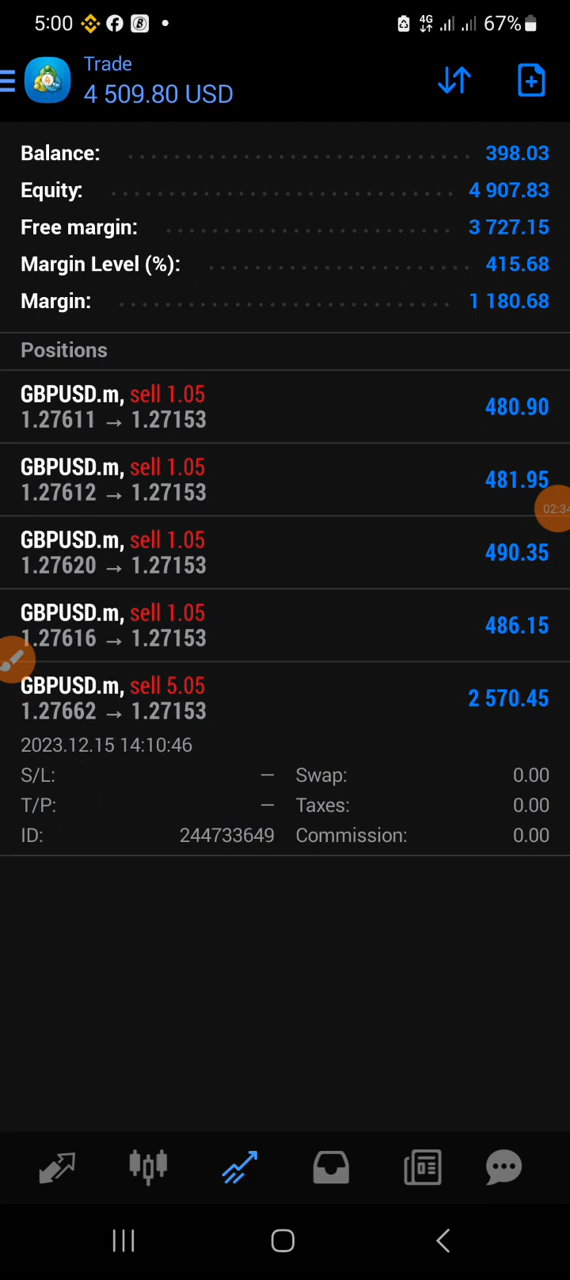 5:00
4G
67%
Trade
4 509.80 USD
Balance: 398.03
Equity: 4 907.83
Free margin: 3 727.15
Margin Level (%): 415.68
Margin: 1 180.68
Positions
GBPUSD.m, sell 1.05
1.27611 → 1.27153 480.90
GBPUSD.m, sell 1.05
1.27612 → 1.27153 481.95
02:34
GBPUSD.m, sell 1.05
1.27620 → 1.27153 490.35
GBPUSD.m, sell 1.05
1.27616 → 1.27153 486.15
GBPUSD.m, sell 5.05
1.27662 → 1.27153 2 570.45
2023.12.15 14:10:46
S/L: – Swap: 0.00
T/P: – Taxes: 0.00
ID: 244733649 Commission: 0.00